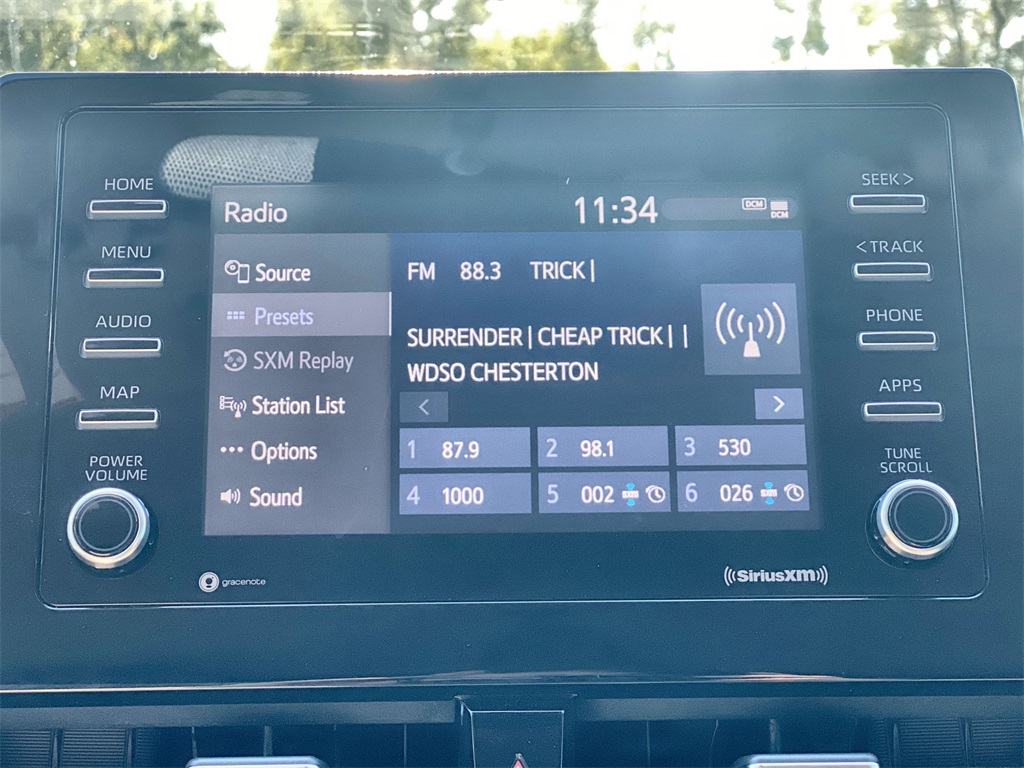 HOME
MENU
AUDIO
MAP
POWER
VOLUME
Radio
11:34
DCM
DCM
Source
Presets
SXM Replay
Station List
Options
Sound
FM 88.3 TRICK |
SURRENDER | CHEAP TRICK | |
WDSO CHESTERTON
< >
1 87.9
2 98.1
3 530
4 1000
5 002 SXM
6 026 SXM
SEEK >
< TRACK
PHONE
APPS
TUNE
SCROLL
gracenote
((SiriusXM))